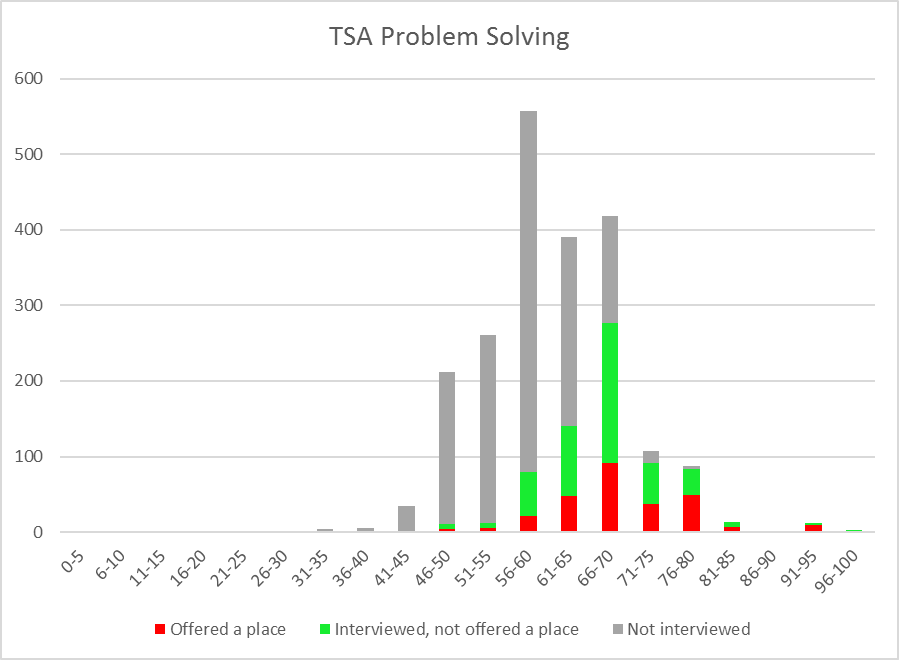 TSA Problem Solving
600
500
400
300
200
100
0
0-5 6-10 11-15 16-20 21-25 26-30 31-35 36-40 41-45 46-50 51-55 56-60 61-65 66-70 71-75 76-80 81-85 86-90 91-95 96-100
Offered a place Interviewed, not offered a place Not interviewed